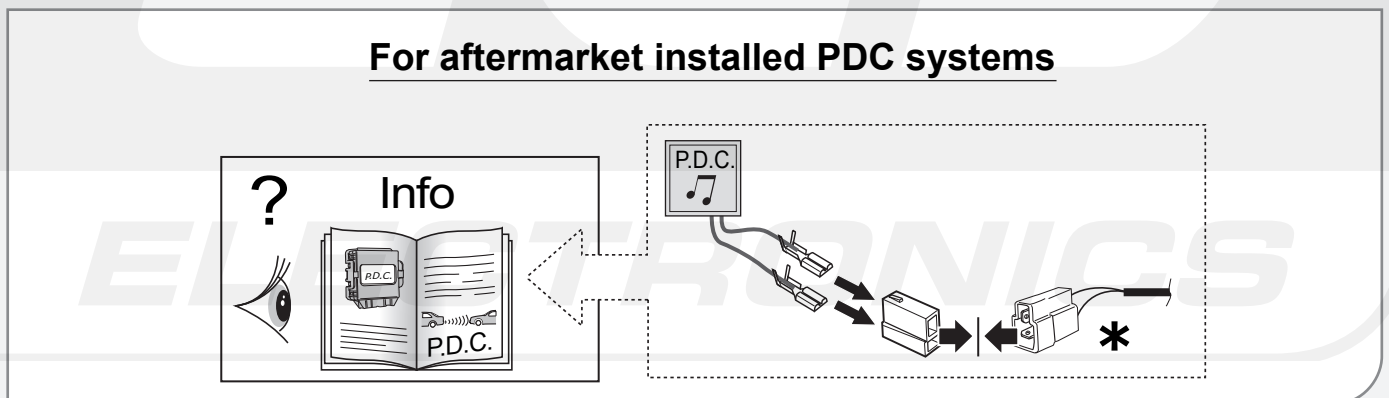 For aftermarket installed PDC systems
? Info
P.D.C.
P.D.C.
P.D.C.
*
ELECTRONICS